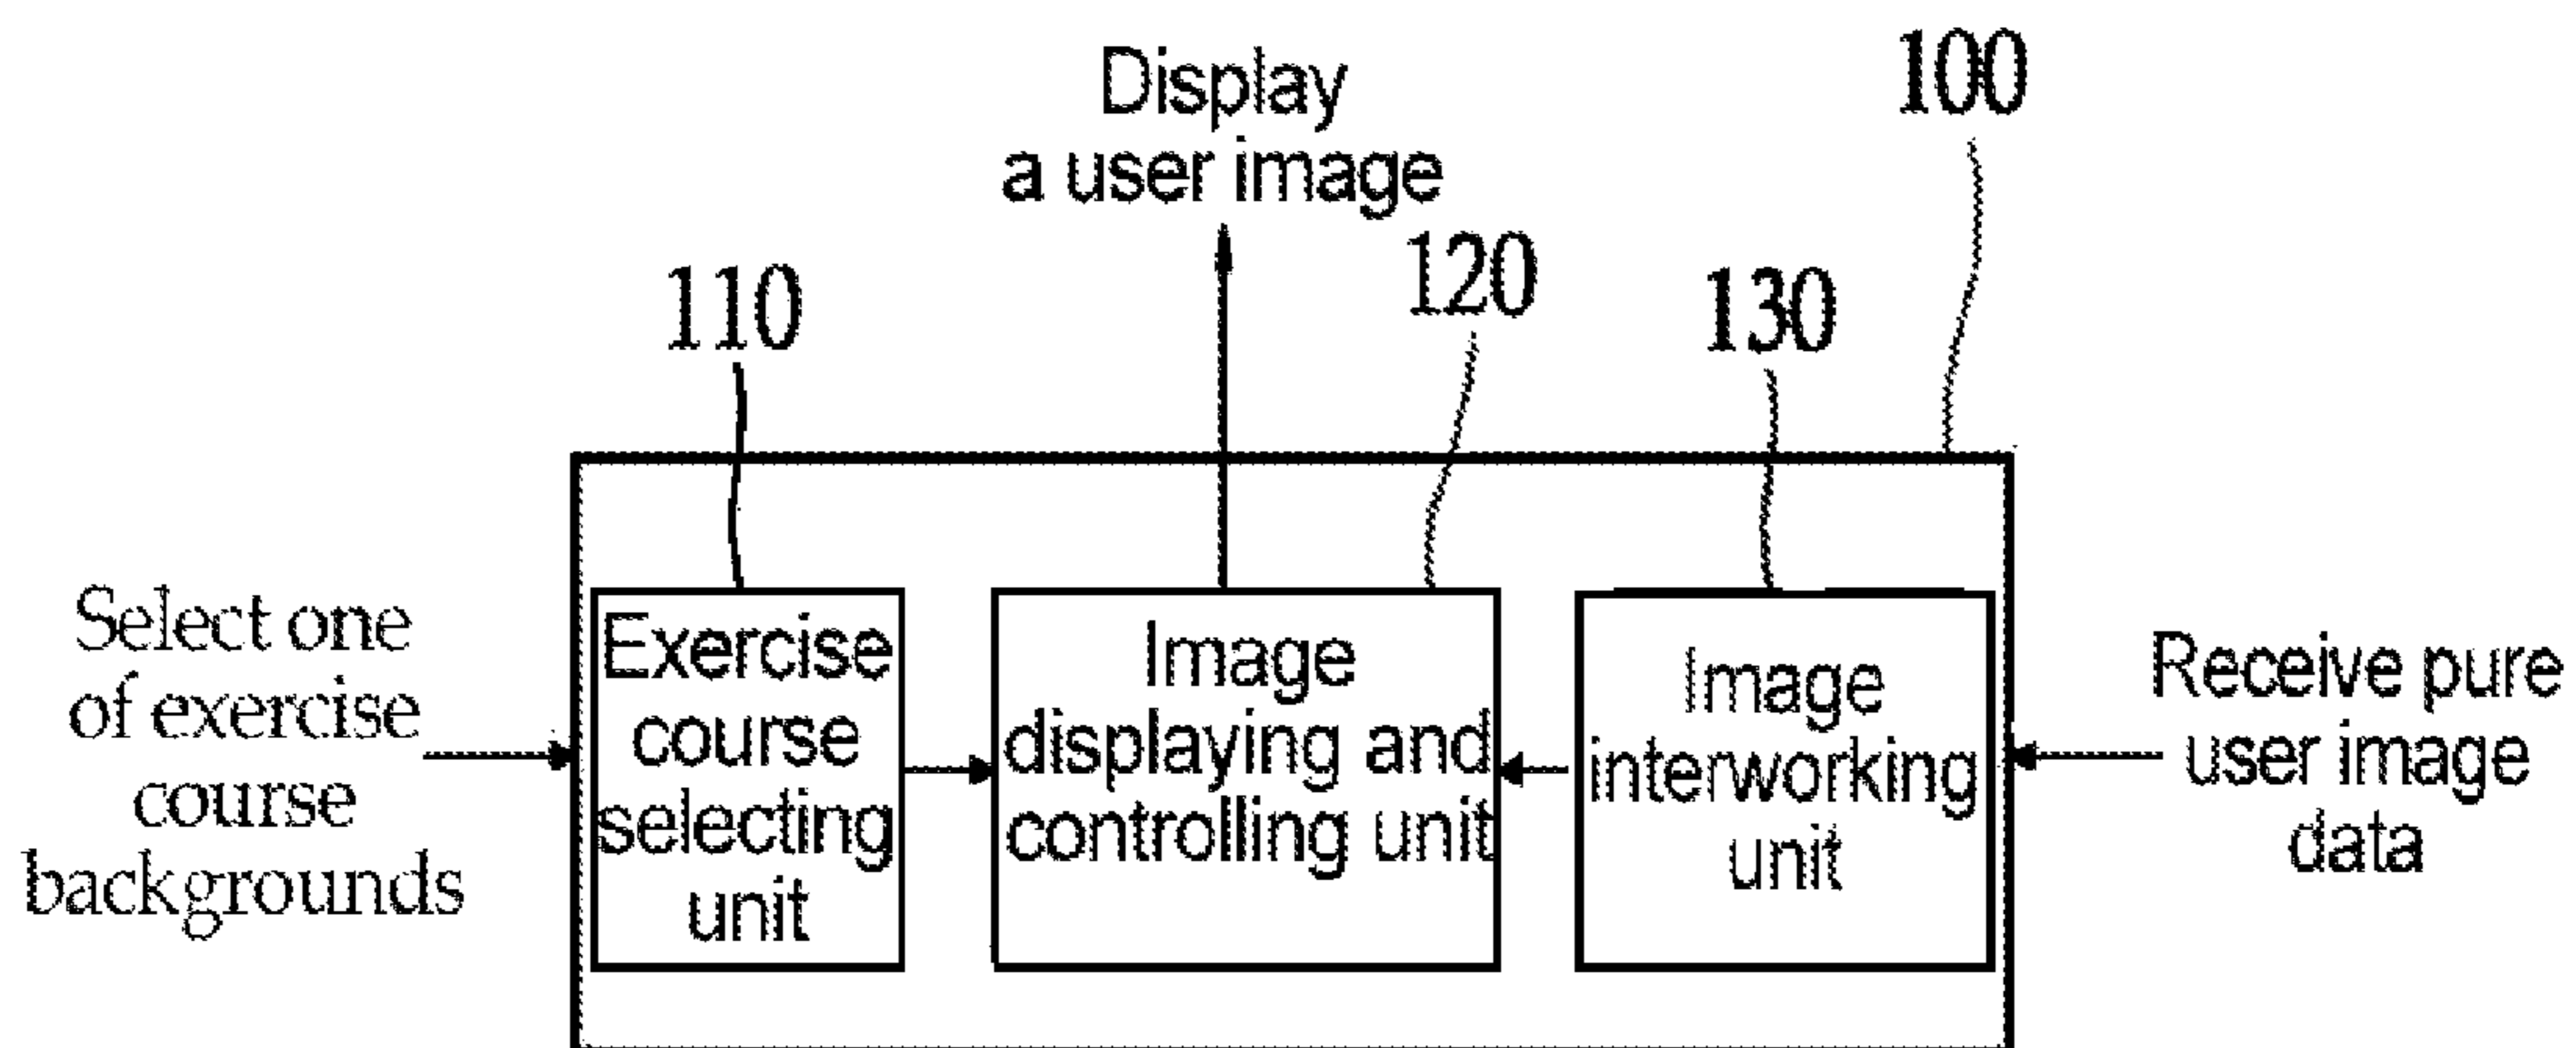 100
Display
a user image
120
110
130
Select one
of exercise
course
backgrounds
Exercise
course
selecting
unit
Image
displaying and
controlling unit
Image
interworking
unit
Receive pure
user image
data